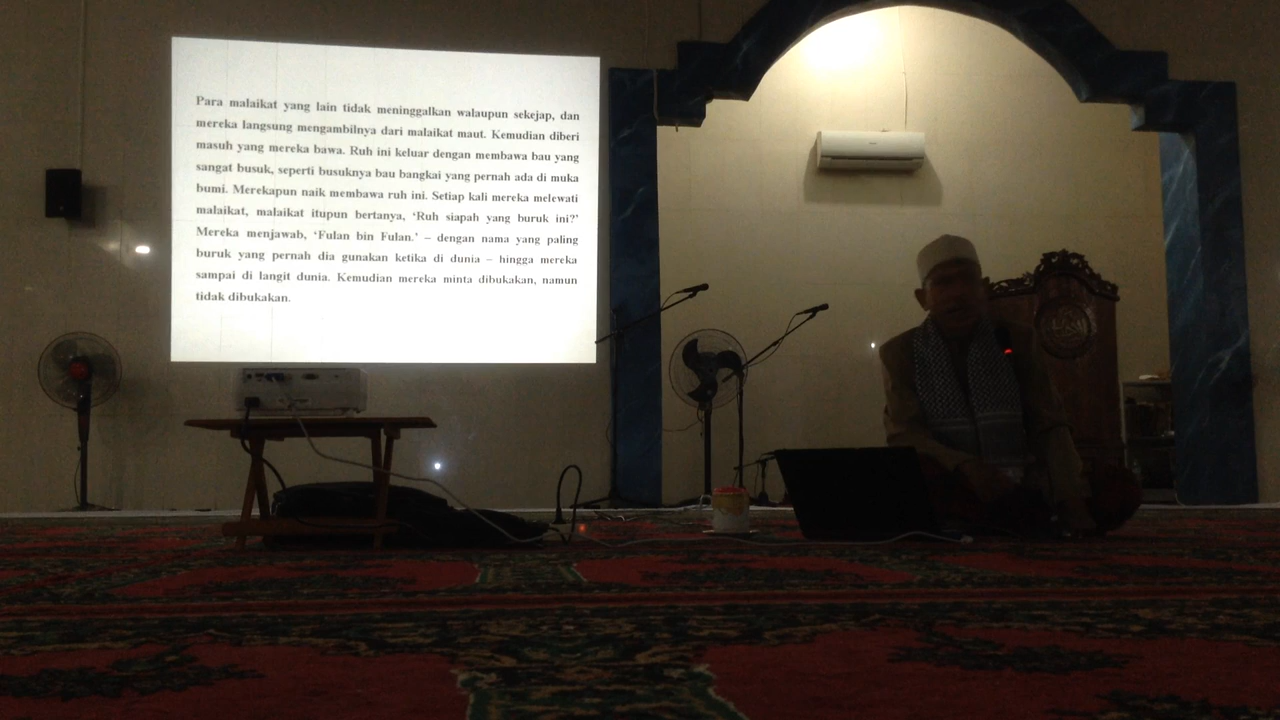 Para malaikat yang lain tidak meninggalkan walaupun sekejap, dan
mereka langsung mengambilnya dari malaikat maut. Kemudian diberi
masuh yang mereka bawa. Ruh ini keluar dengan membawa bau yang
sangat busuk, seperti busuknya bau bangkai yang pernah ada di muka
bumi. Merekapun naik membawa ruh ini. Setiap kali mereka melewati
malaikat, malaikat itupun bertanya, ‘Ruh siapah yang buruk ini?’
Mereka menjawab, ‘Fulan bin Fulan.’ – dengan nama yang paling
buruk yang pernah dia gunakan ketika di dunia – hingga mereka
sampai di langit dunia. Kemudian mereka minta dibukakan, namun
tidak dibukakan.